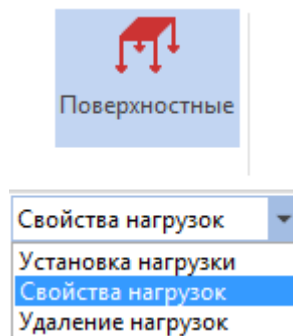 Поверхностные
Свойства нагрузок
Установка нагрузки
Свойства нагрузок
Удаление нагрузок